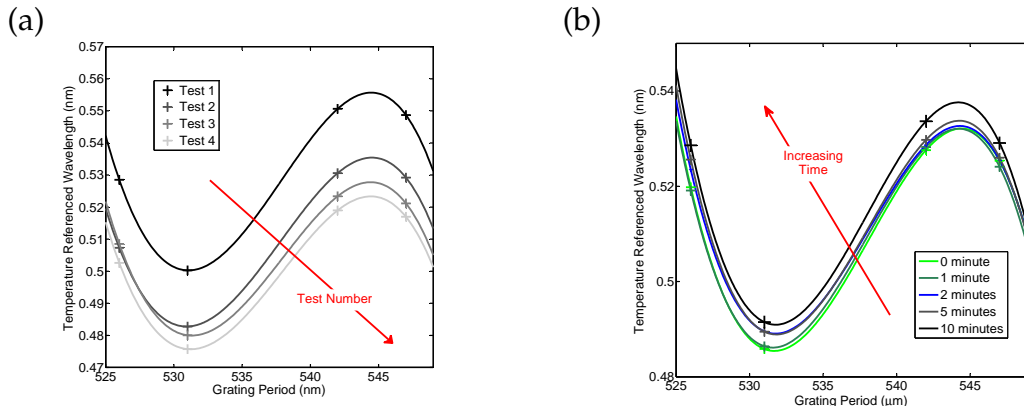 (a)
0.57
0.56
0.55
0.54
0.53
0.52
0.51
0.5
0.49
0.48
0.47
525
530
535
540
545
Temperature Referenced Wavelength (nm)
Grating Period (nm)
Test 1
Test 2
Test 3
Test 4
Test Number
(b)
0.54
0.52
0.5
0.48
525
530
535
540
545
Temperature Referenced Wavelength (nm)
Grating Period (μm)
Increasing
Time
0 minute
1 minute
2 minutes
5 minutes
10 minutes